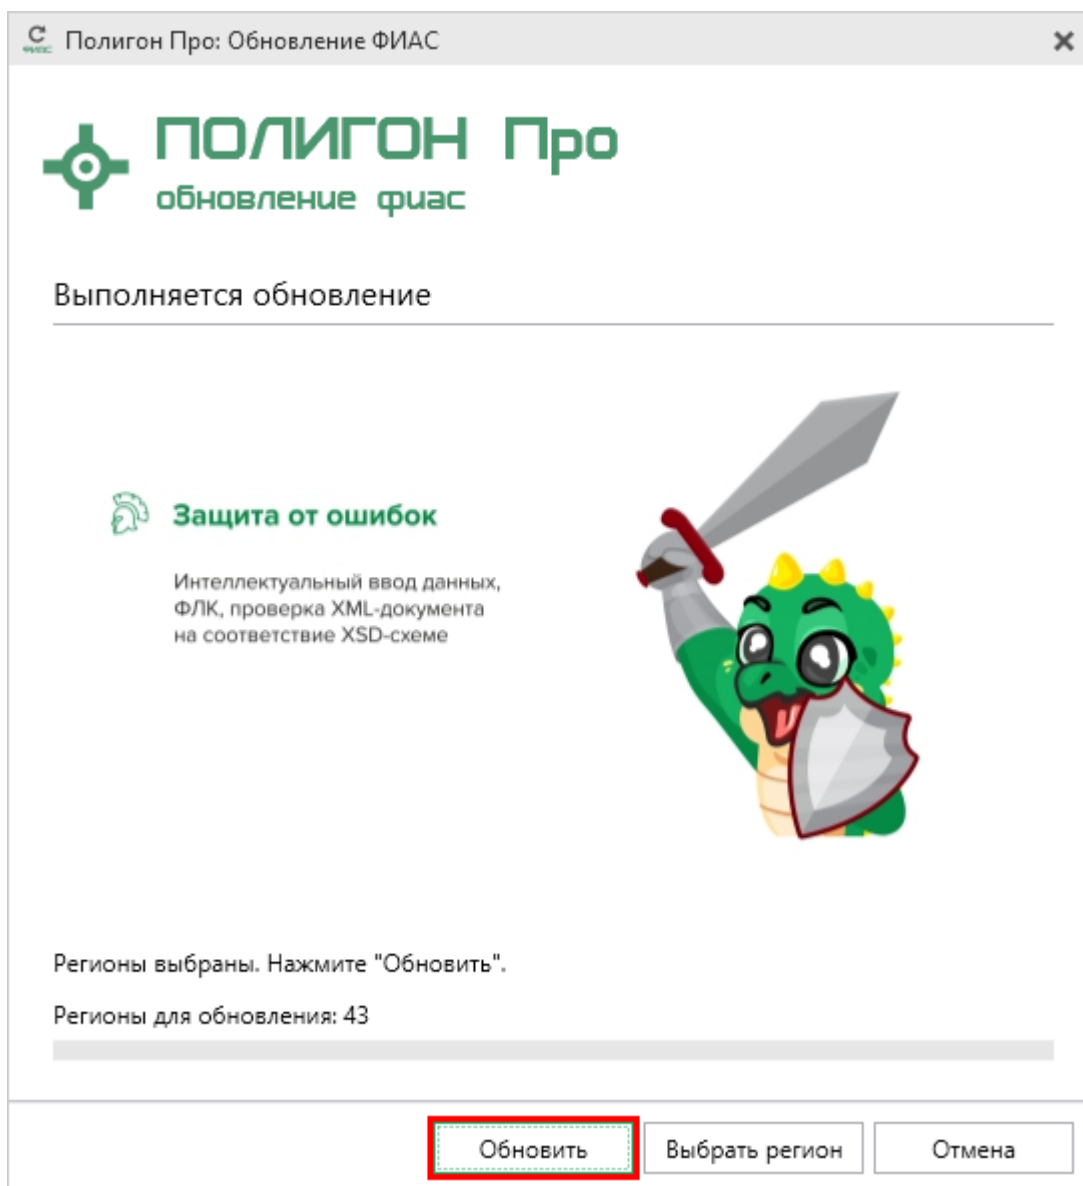 Полигон Про: Обновление ФИАС
ФИАС
ПОЛИГОН Про
обновление фиас
Выполняется обновление
Защита от ошибок
Интеллектуальный ввод данных,
ФЛК, проверка XML-документа
на соответствие XSD-схеме
Регионы выбраны. Нажмите "Обновить".
Регионы для обновления: 43
Обновить
Выбрать регион
Отмена